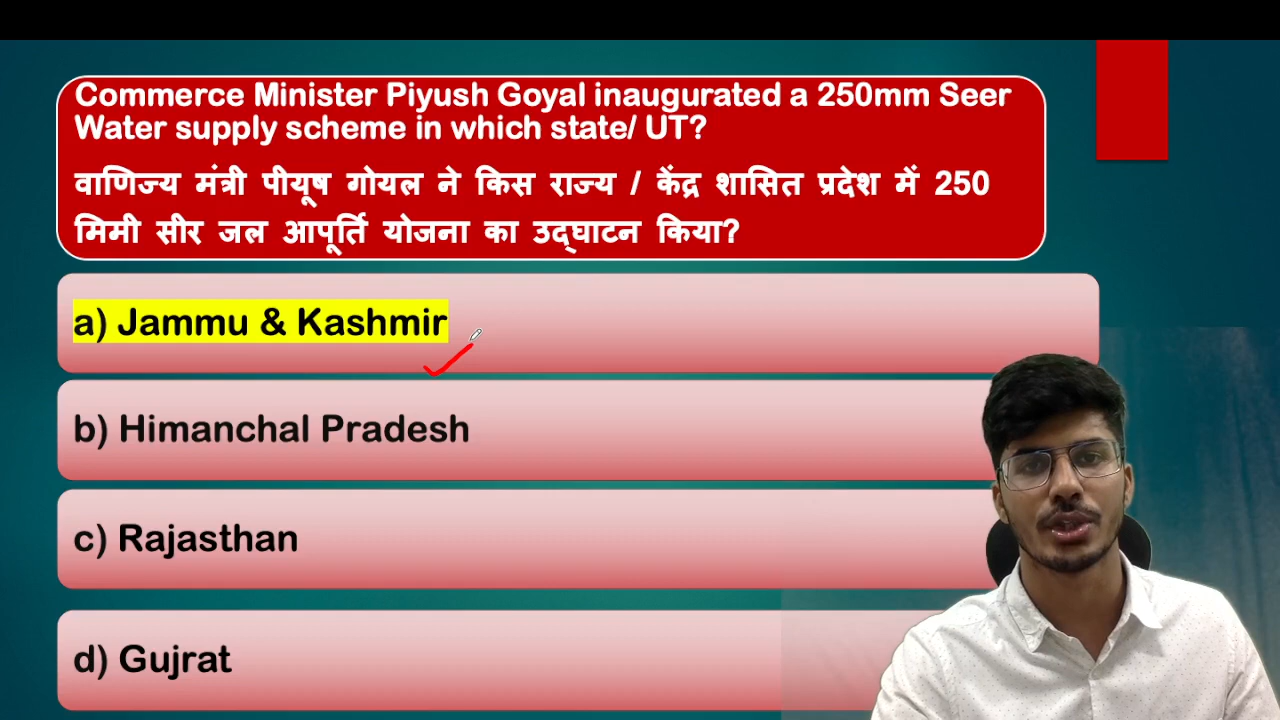 Commerce Minister Piyush Goyal inaugurated a 250mm Seer
Water supply scheme in which state/ UT?
वाणिज्य मंत्री पीयूष गोयल ने किस राज्य / केंद्र शासित प्रदेश में 250
मिमी सीर जल आपूर्ति योजना का उद्घाटन किया?
a) Jammu & Kashmir
b) Himanchal Pradesh
c) Rajasthan
d) Gujrat